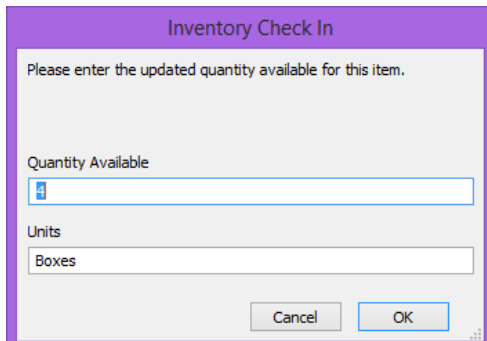 Inventory Check In
Please enter the updated quantity available for this item.
Quantity Available
4
Units
Boxes
Cancel OK